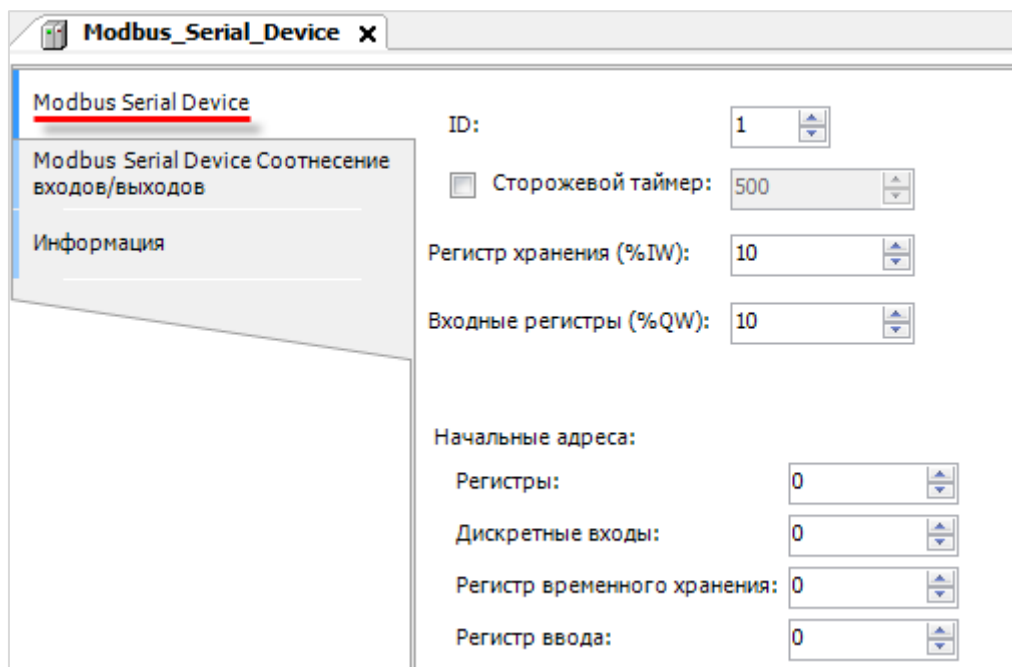 Modbus_Serial_Device x
Modbus Serial Device
Modbus Serial Device Соотнесение
входов/выходов
Информация
ID: 1
Сторожевой таймер: 500
Регистр хранения (%IW): 10
Входные регистры (%QW): 10
Начальные адреса:
Регистры: 0
Дискретные входы: 0
Регистр временного хранения: 0
Регистр ввода: 0